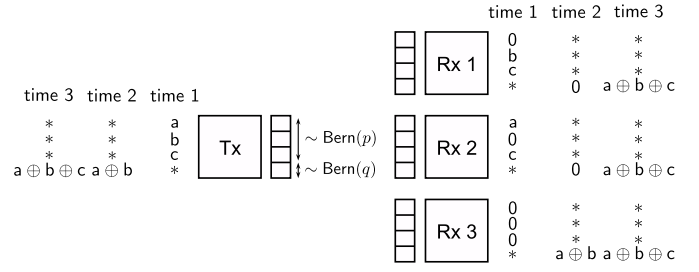 time 1 time 2 time 3
0 * *
b * *
Rx 1
c * *
* 0 a ⊕ b ⊕ c
time 3 time 2 time 1
* * a
* * b
* * c
a ⊕ b ⊕ c a ⊕ b *
Tx
∼ Bern(p)
∼ Bern(q)
a * *
0 * *
Rx 2
c * *
* 0 a ⊕ b ⊕ c
0 * *
0 * *
Rx 3
0 * *
* a ⊕ b a ⊕ b ⊕ c